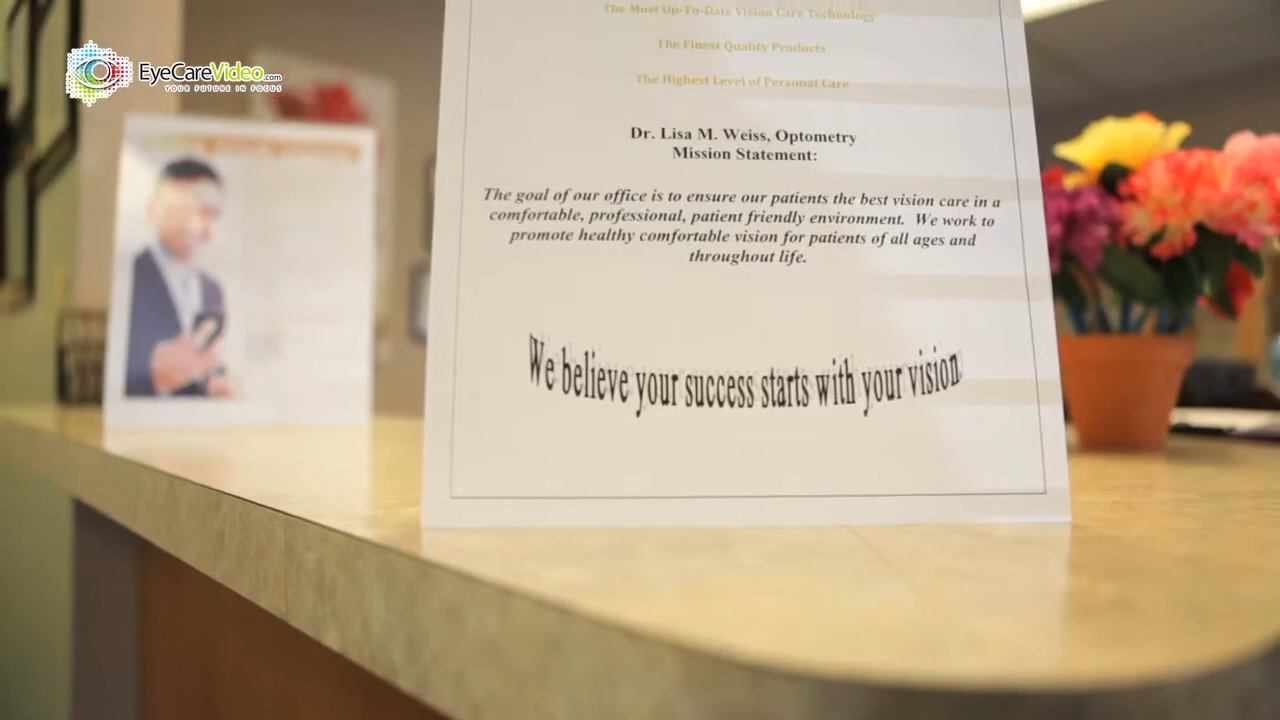 EyeCareVideo.com
YOUR FUTURE IN FOCUS
The Most Up-To-Date Vision Care Technology
The Finest Quality Products
The Highest Level of Personal Care
Dr. Lisa M. Weiss, Optometry
Mission Statement:
The goal of our office is to ensure our patients the best vision care in a
comfortable, professional, patient friendly environment. We work to
promote healthy comfortable vision for patients of all ages and
throughout life.
We believe your success starts with your vision